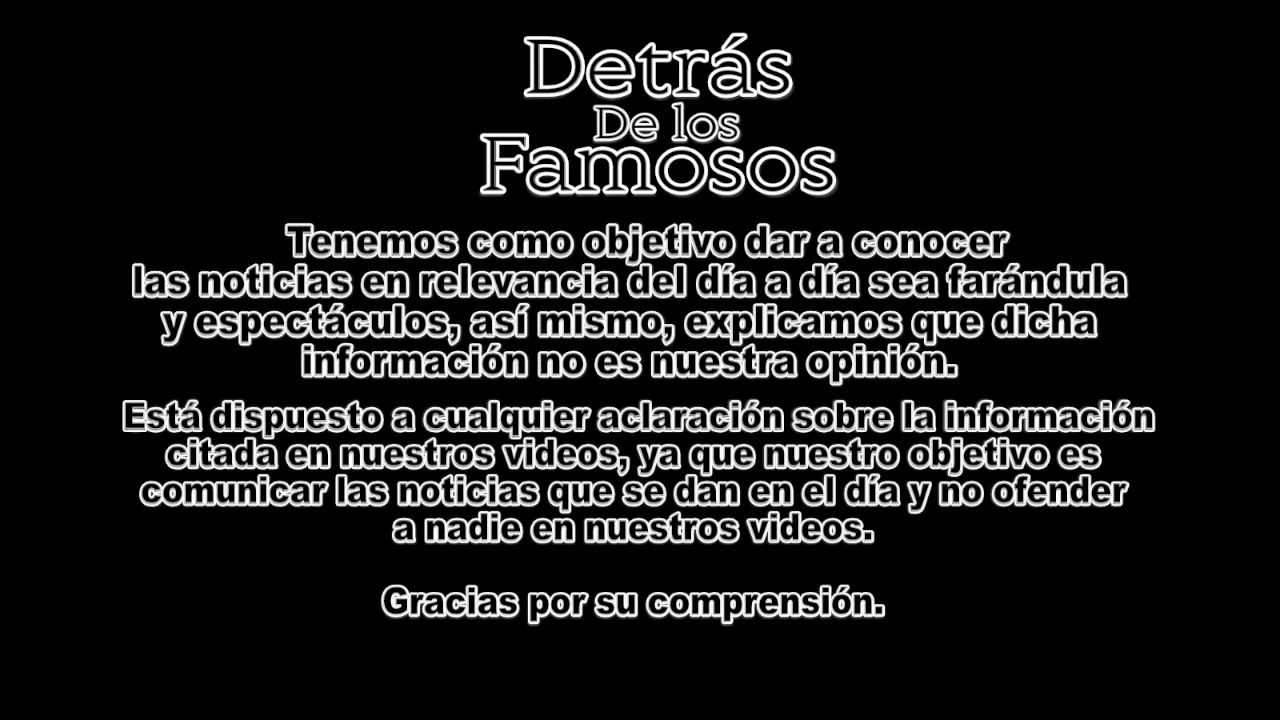 Detrás
De los
Famosos
Tenemos como objetivo dar a conocer
las noticias en relevancia del día a día sea farándula
y espectáculos, así mismo, explicamos que dicha
información no es nuestra opinión.
Está dispuesto a cualquier aclaración sobre la información
citada en nuestros videos, ya que nuestro objetivo es
comunicar las noticias que se dan en el día y no ofender
a nadie en nuestros videos.
Gracias por su comprensión.